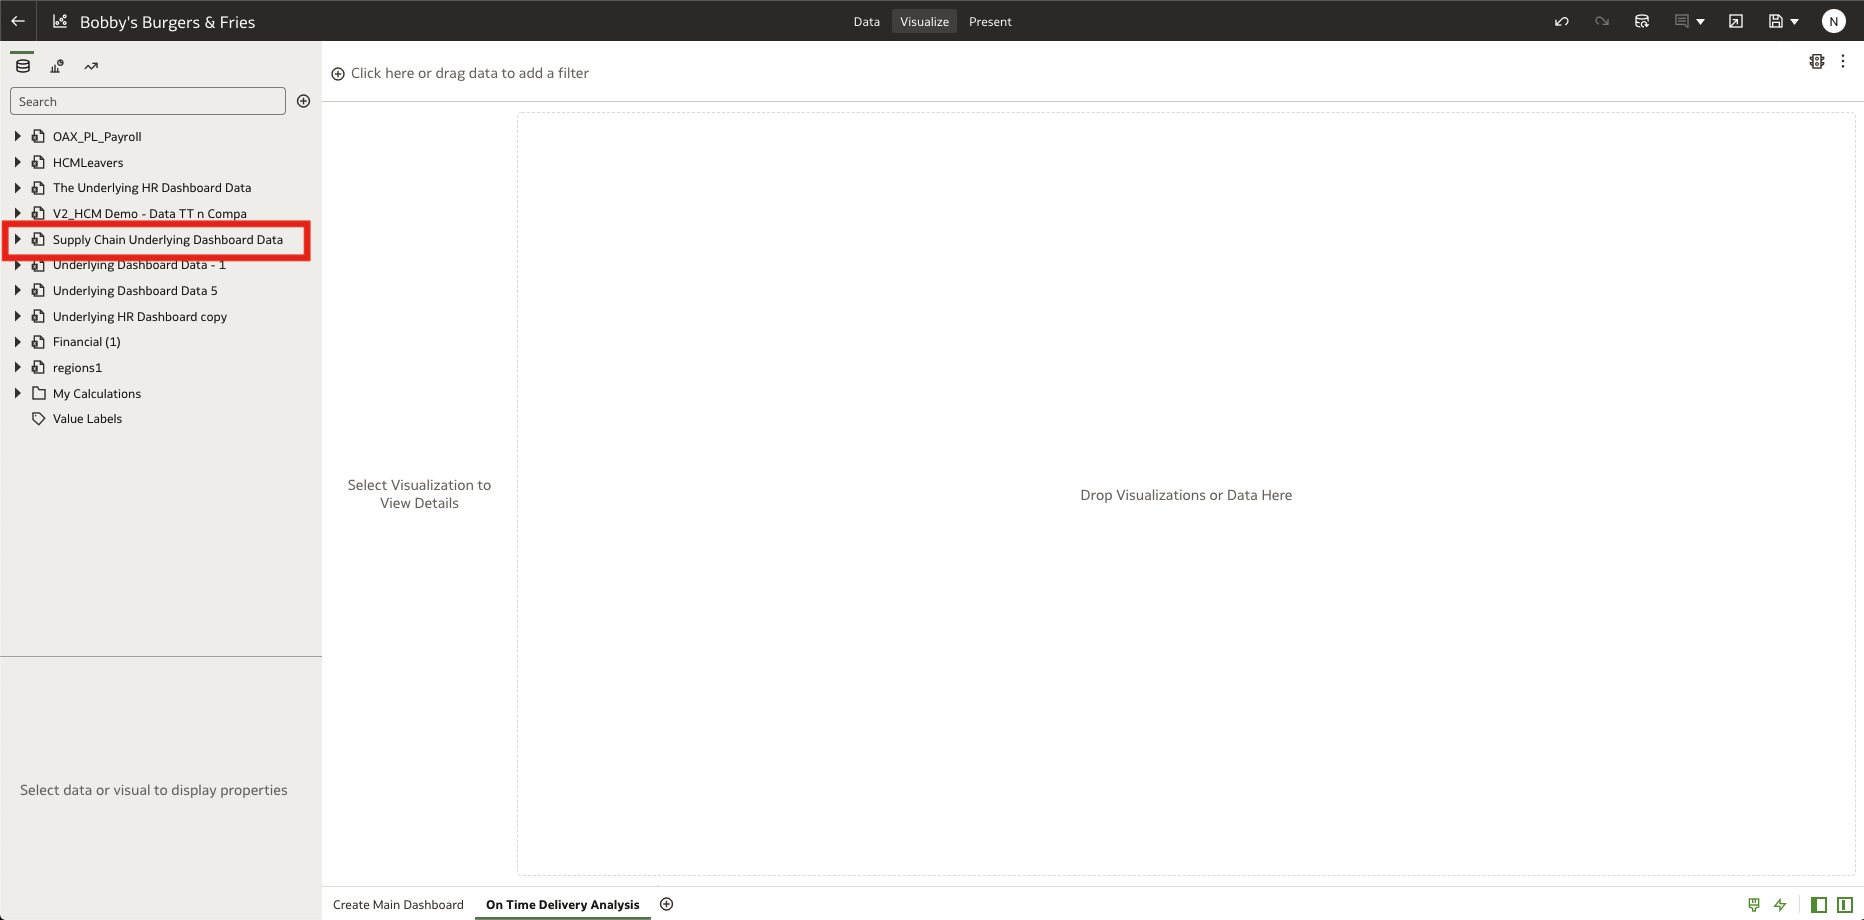 Bobby's Burgers & Fries
Data Visualize Present
N
Click here or drag data to add a filter
Search
OAX_PL_Payroll
HCMLeavers
The Underlying HR Dashboard Data
V2_HCM Demo - Data TT n Compa
Supply Chain Underlying Dashboard Data
Underlying Dashboard Data - 1
Underlying Dashboard Data 5
Underlying HR Dashboard copy
Financial (1)
regions1
My Calculations
Value Labels
Select Visualization to
View Details
Drop Visualizations or Data Here
Select data or visual to display properties
Create Main Dashboard On Time Delivery Analysis